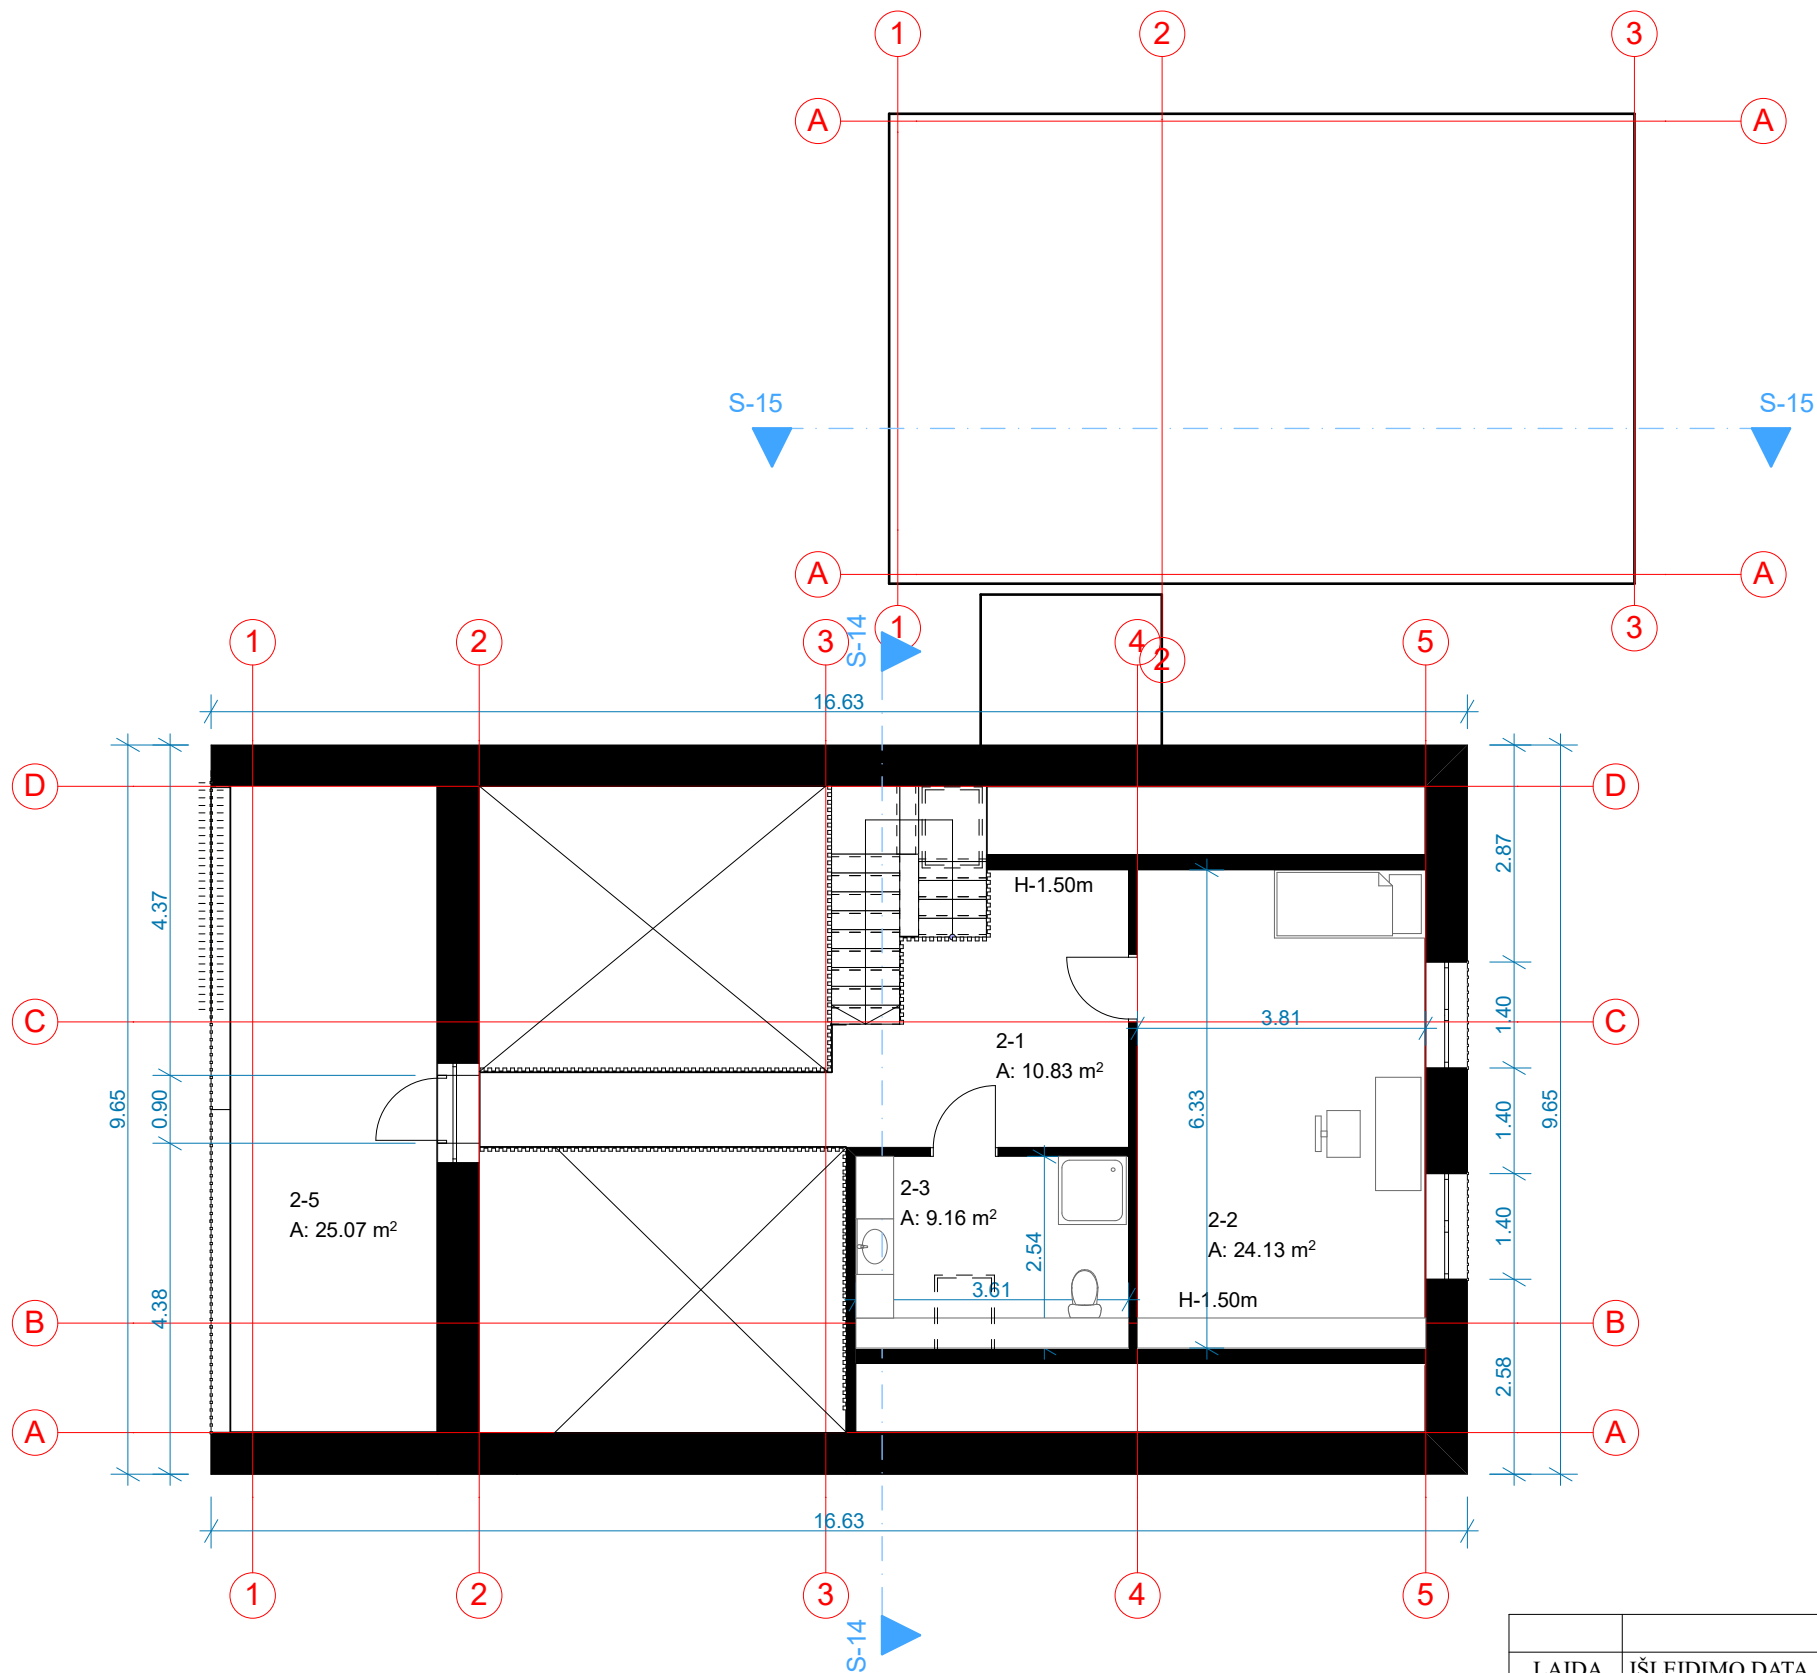 1
2
3
A
A
S-15
S-15
A
A
1
2
3
S-14
1
4
2
5
3
16.63
D
D
2.87
4.37
H-1.50m
C
3.81
1.40
C
2-1
A: 10.83 m²
9.65
0.90
6.33
1.40
9.65
2-5
A: 25.07 m²
2-3
A: 9.16 m²
2-2
A: 24.13 m²
1.40
2.54
3.61
H-1.50m
4.38
B
B
2.58
A
A
16.63
1
2
3
4
5
S-14
LAIDA IŠLEIDIMO DATA